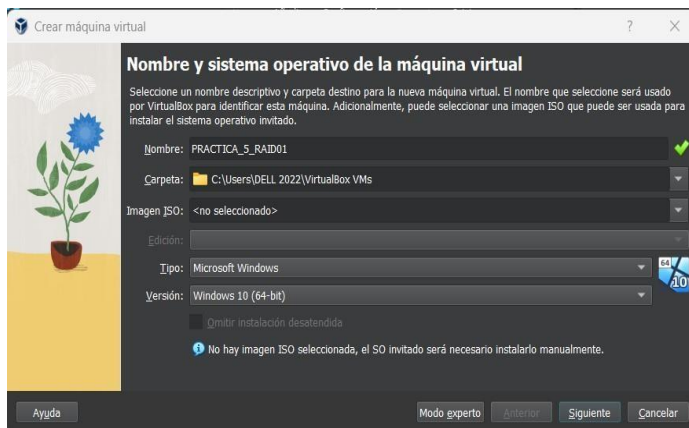 Crear máquina virtual
Nombre y sistema operativo de la máquina virtual
Seleccione un nombre descriptivo y carpeta destino para la nueva máquina virtual. El nombre que seleccione será usado
por VirtualBox para identificar esta máquina. Adicionalmente, puede seleccionar una imagen ISO que puede ser usada para
instalar el sistema operativo invitado.
Nombre: PRACTICA_5_RAID01
Carpeta: C:\Users\DELL 2022\VirtualBox VMs
Imagen ISO: <no seleccionado>
Edición:
Tipo: Microsoft Windows
64
10
Versión: Windows 10 (64-bit)
Omitir instalación desatendida
No hay imagen ISO seleccionada, el SO invitado será necesario instalarlo manualmente.
Ayuda Modo experto Anterior Siguiente Cancelar